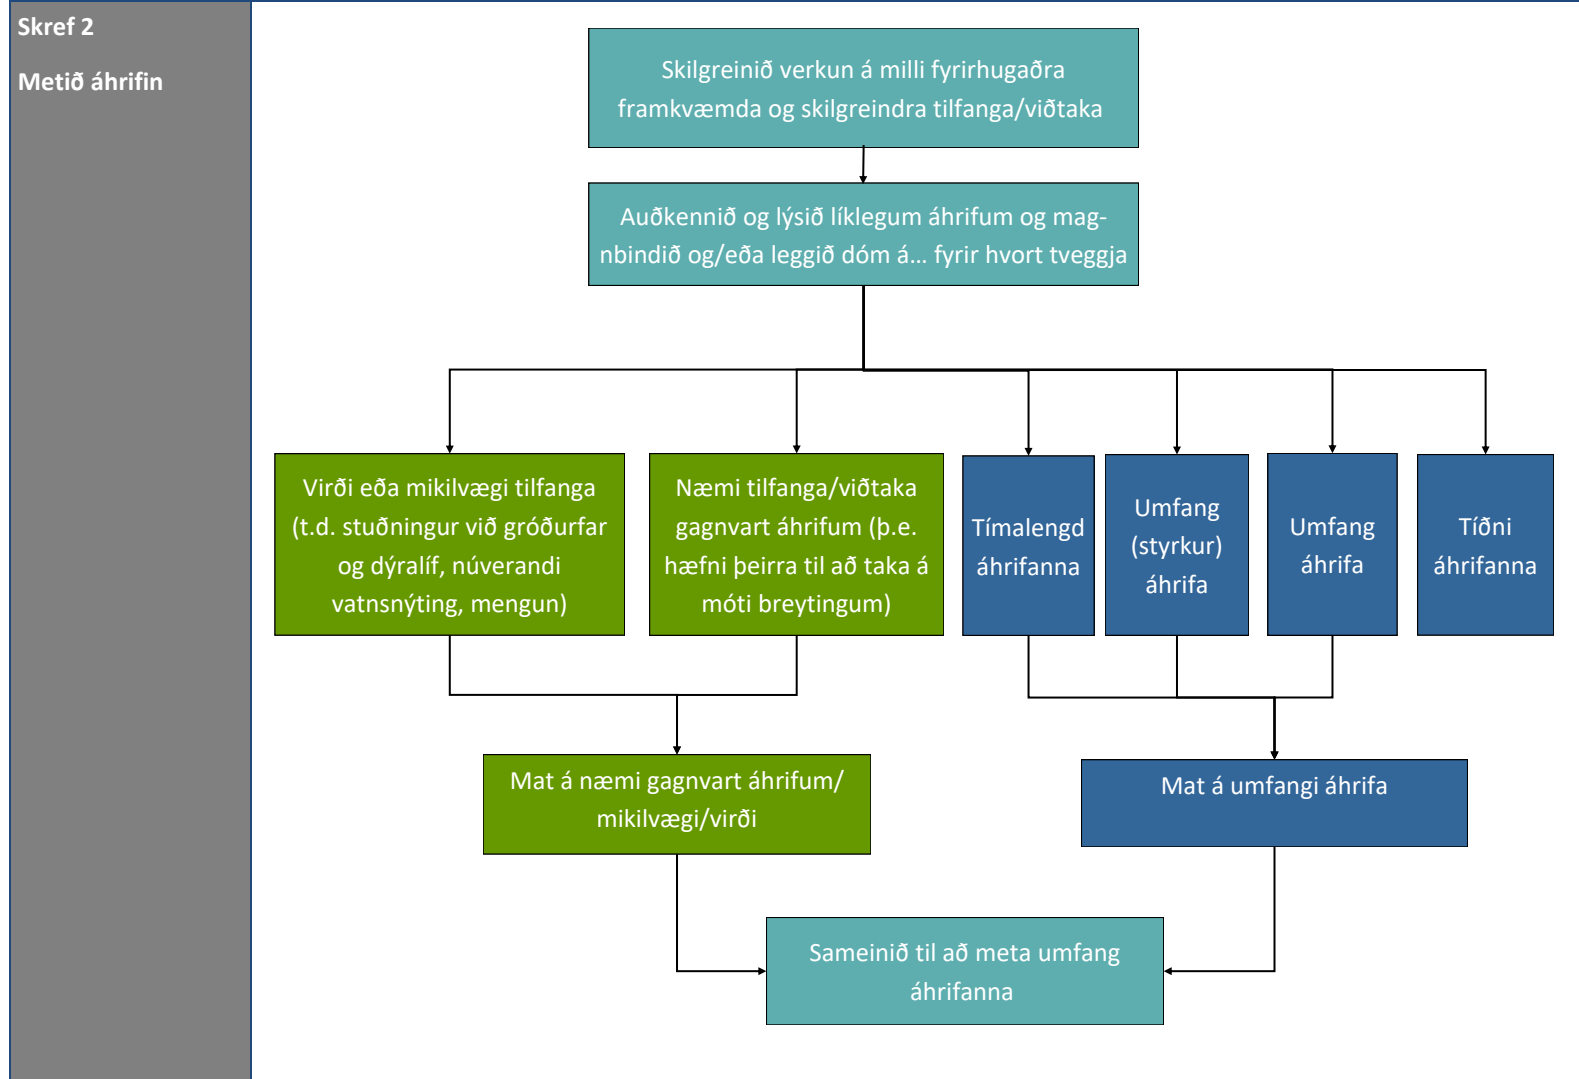 Skref 2
Metið áhrifin
Skilgreinið verkun á milli fyrirhugaðra
framkvæmda og skilgreindra tilfanga/viðtaka
Auðkennið og lýsið líklegum áhrifum og mag-
nbindið og/eða leggið dóm á... fyrir hvort tveggja
Virði eða mikilvægi tilfanga
(t.d. stuðningur við gróðurfar
og dýralíf, núverandi
vatnsnýting, mengun)
Næmi tilfanga/viðtaka
gagnvart áhrifum (þ.e.
hæfni þeirra til að taka á
móti breytingum)
Tímalengd
áhrifanna
Umfang
(styrkur)
áhrifa
Umfang
áhrifa
Tíðni
áhrifanna
Mat á næmi gagnvart áhrifum/
mikilvægi/virði
Mat á umfangi áhrifa
Sameinið til að meta umfang
áhrifanna